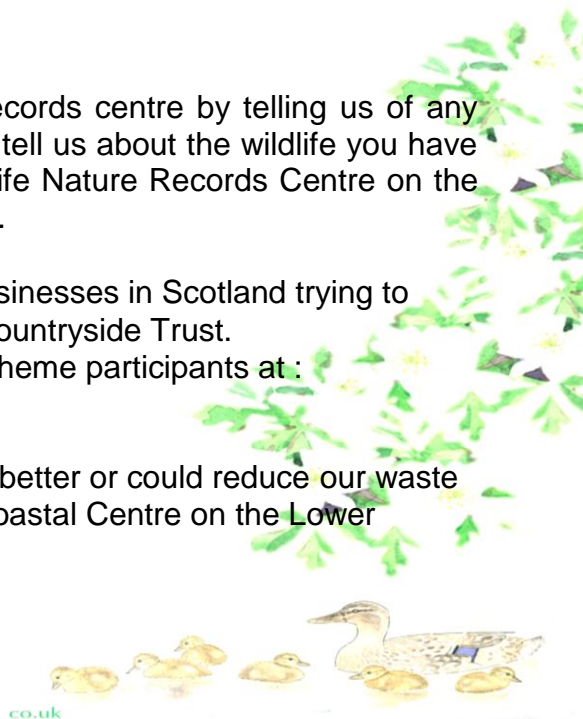 ecords centre by telling us of any
tell us about the wildlife you have
ife Nature Records Centre on the
.
sinesses in Scotland trying to
ountryside Trust.
heme participants at :
better or could reduce our waste
oastal Centre on the Lower
co.uk